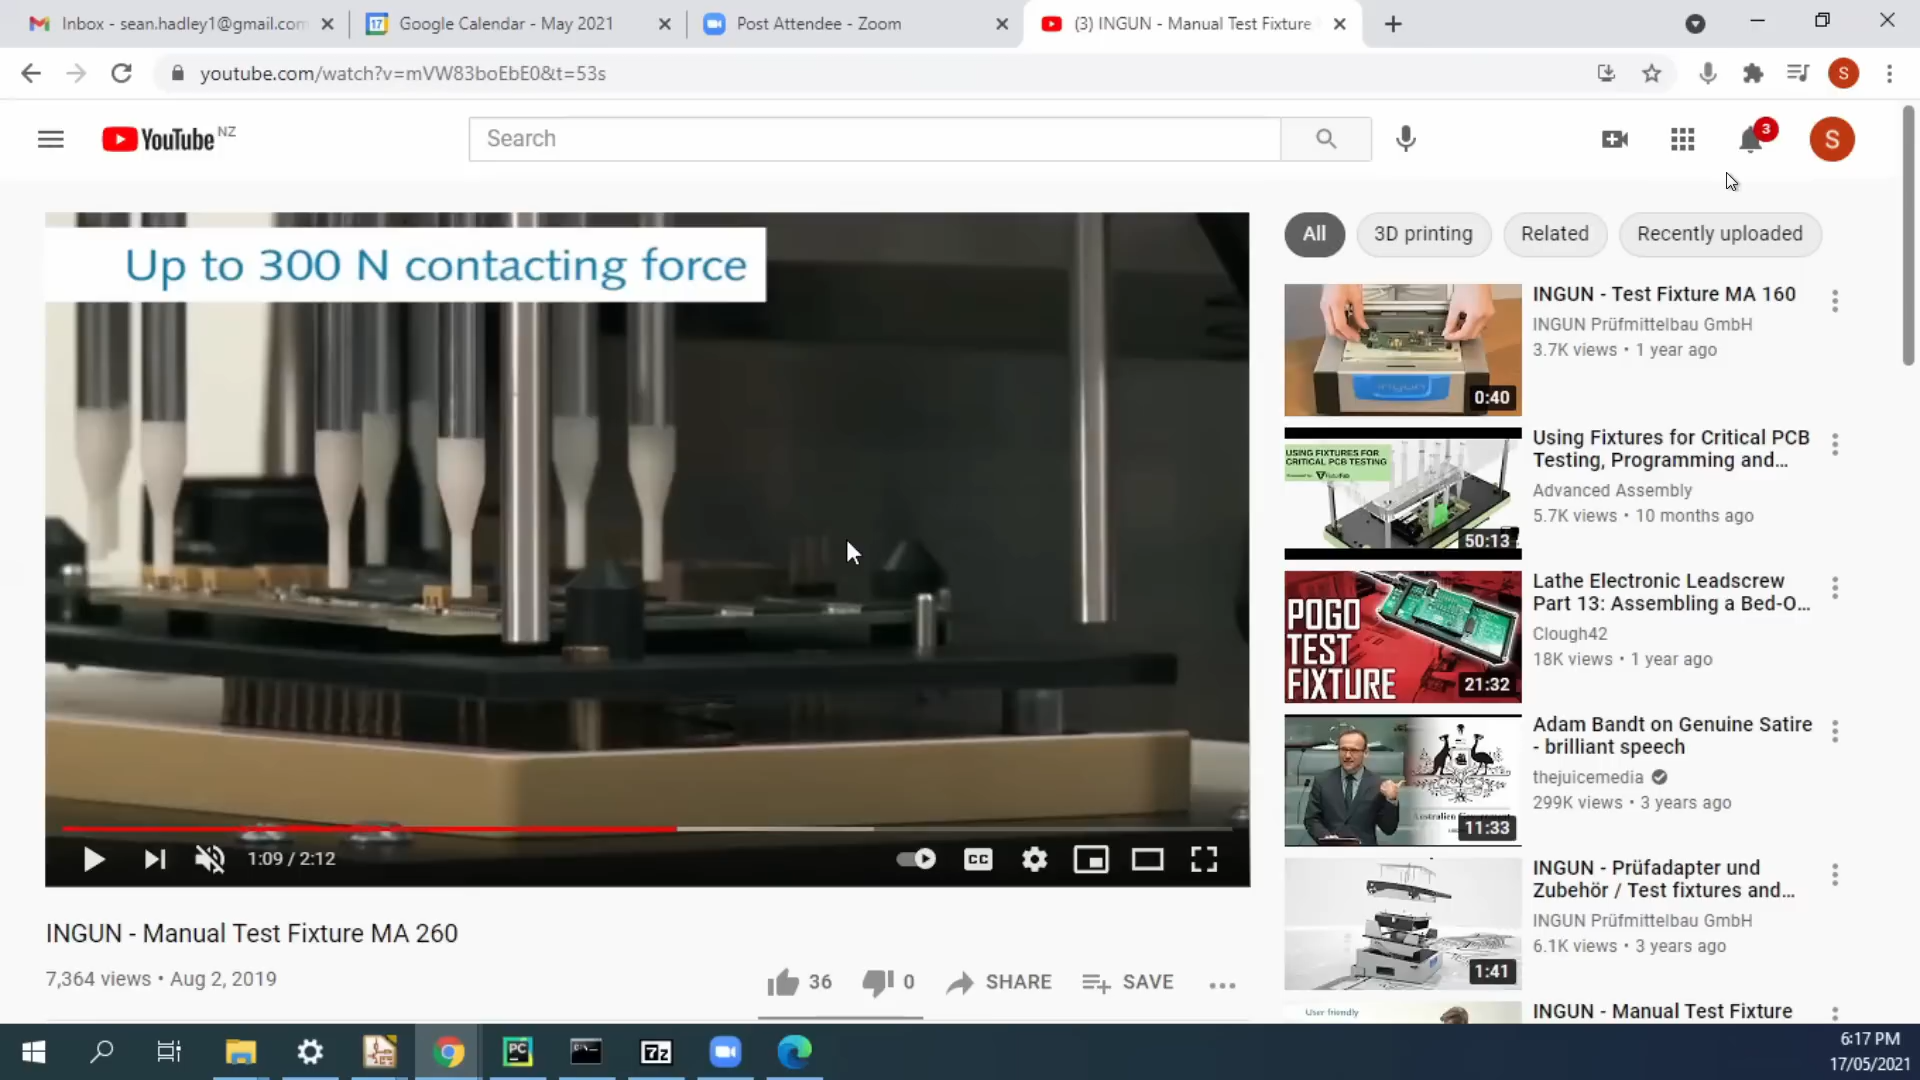 Inbox - sean.hadley1@gmail.com
Google Calendar - May 2021
Post Attendee - Zoom
(3) INGUN - Manual Test Fixture
youtube.com/watch?v=mVW83boEbE0&t=53s
S
YouTube NZ
Search
3
S
Up to 300 N contacting force
1:09 / 2:12
CC
INGUN - Manual Test Fixture MA 260
7,364 views • Aug 2, 2019
36
0
SHARE
SAVE
All
3D printing
Related
Recently uploaded
0:40
INGUN - Test Fixture MA 160
INGUN Prüfmittelbau GmbH
3.7K views • 1 year ago
USING FIXTURES FOR
CRITICAL PCB TESTING
50:13
Using Fixtures for Critical PCB
Testing, Programming and...
Advanced Assembly
5.7K views • 10 months ago
POGO
TEST
FIXTURE
21:32
Lathe Electronic Leadscrew
Part 13: Assembling a Bed-O...
Clough42
18K views • 1 year ago
11:33
Adam Bandt on Genuine Satire
- brilliant speech
thejuicemedia
299K views • 3 years ago
1:41
INGUN - Prüfadapter und
Zubehör / Test fixtures and...
INGUN Prüfmittelbau GmbH
6.1K views • 3 years ago
User friendly
INGUN - Manual Test Fixture
PC
7z
6:17 PM
17/05/2021